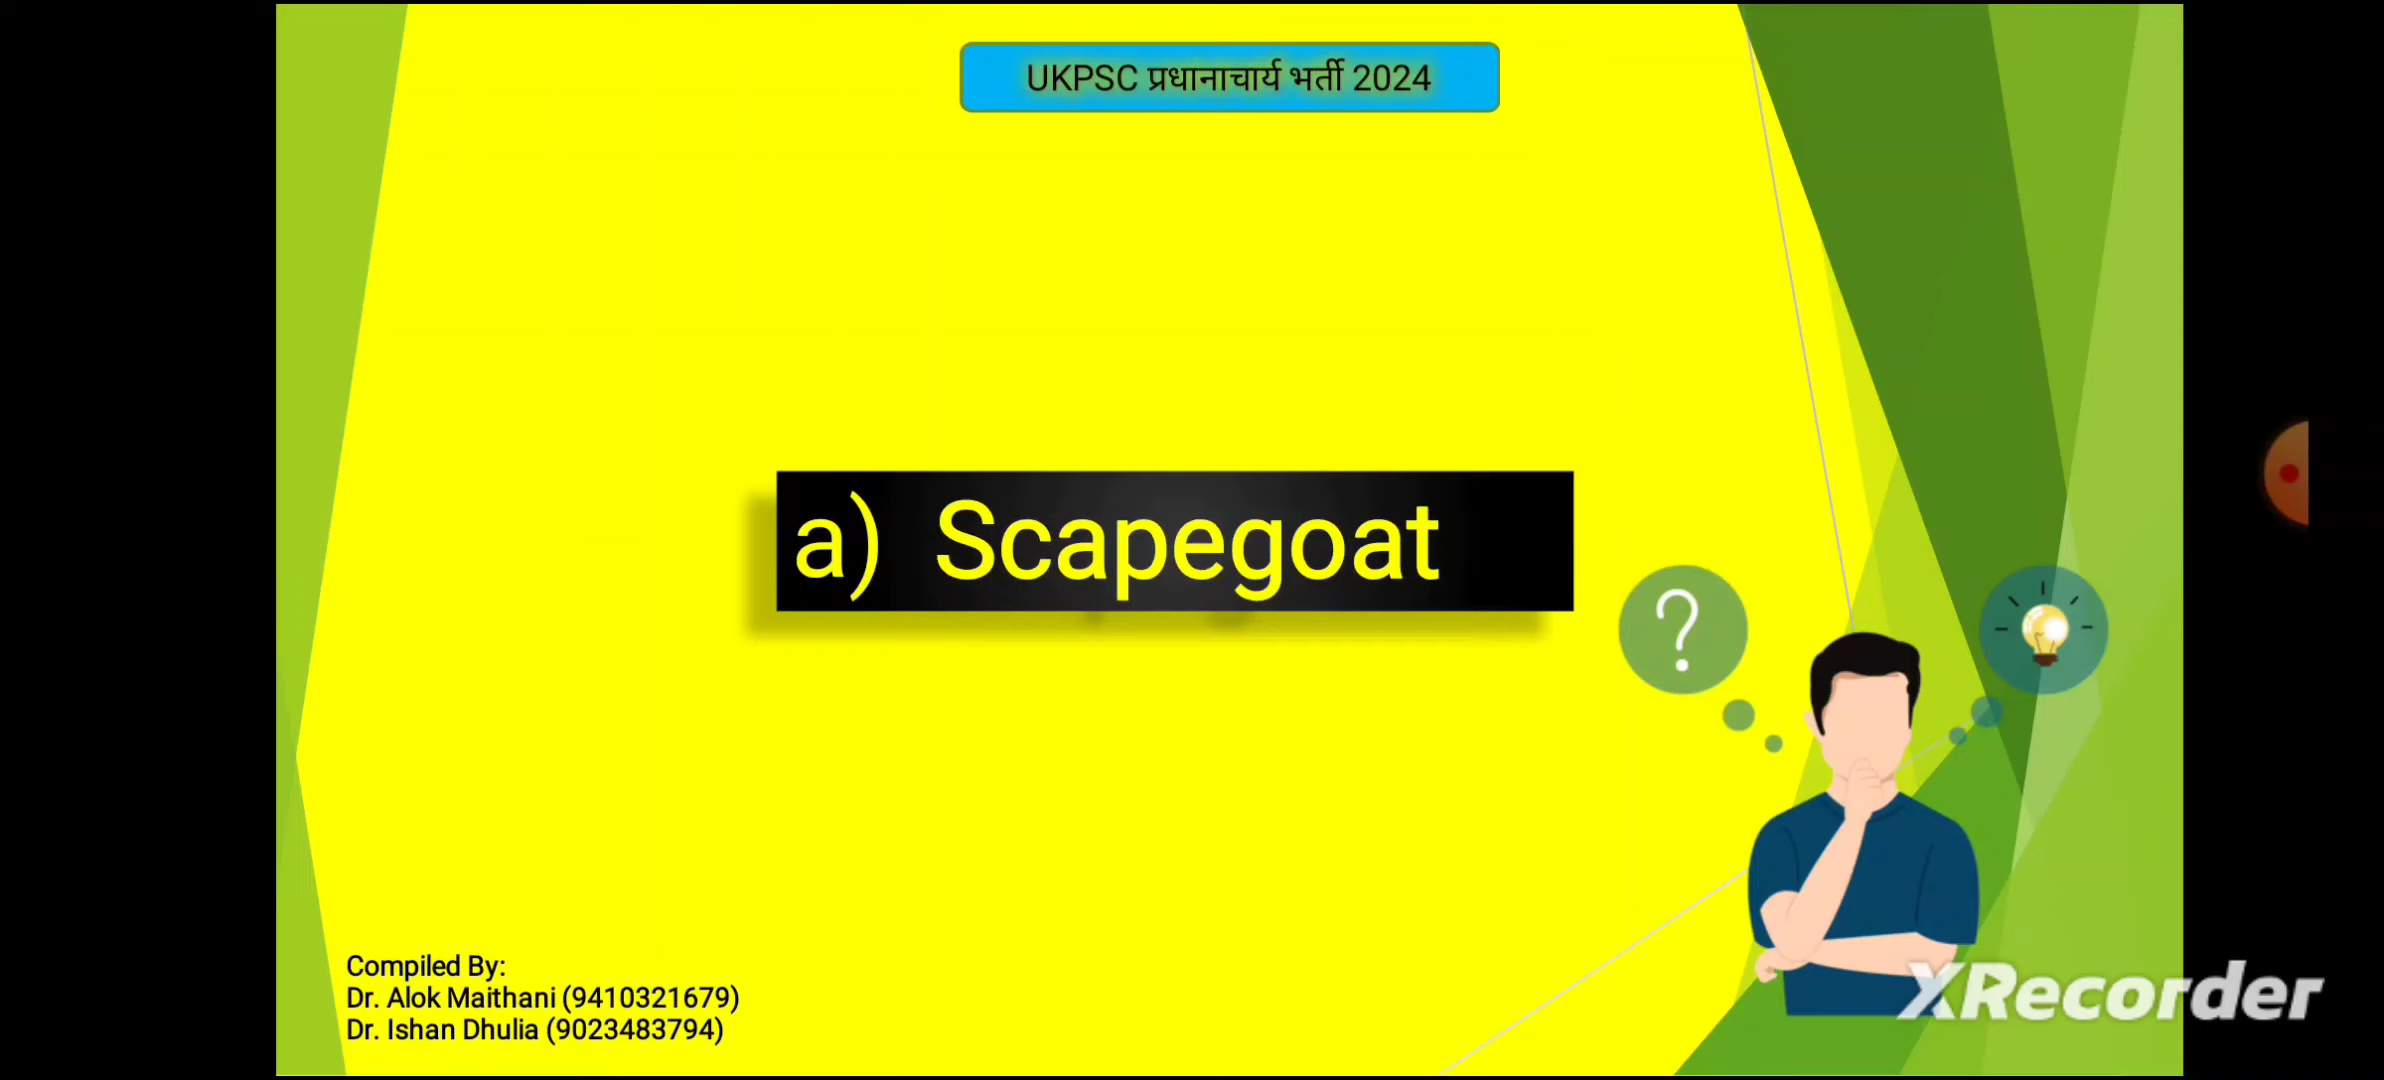 UKPSC प्रधानाचार्य भर्ती 2024
a) Scapegoat
?
Compiled By:
Dr. Alok Maithani (9410321679)
Dr. Ishan Dhulia (9023483794)
XRecorder